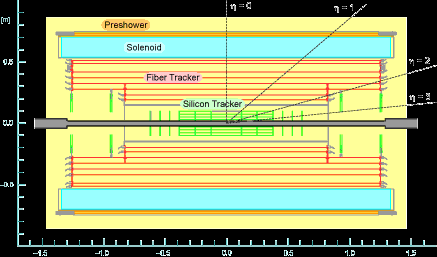 [m]
Preshower
η = 0
η = 1
Solenoid
0.5
Fiber Tracker
η = 2
Silicon Tracker
η = 3
0.0
-0.5
-1.5
-1.0
-0.5
0.0
0.5
1.0
1.5